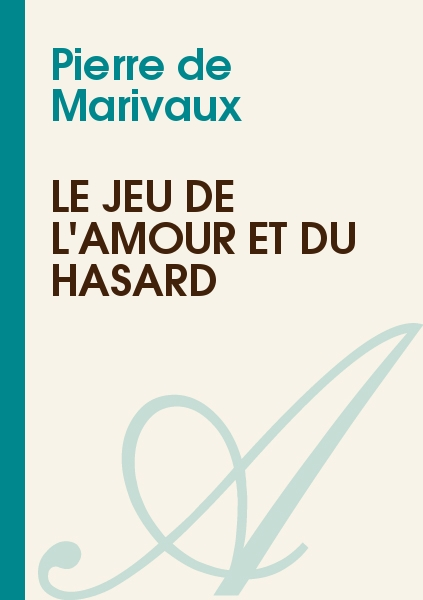 Pierre de
Marivaux
LE JEU DE
L'AMOUR ET DU
HASARD